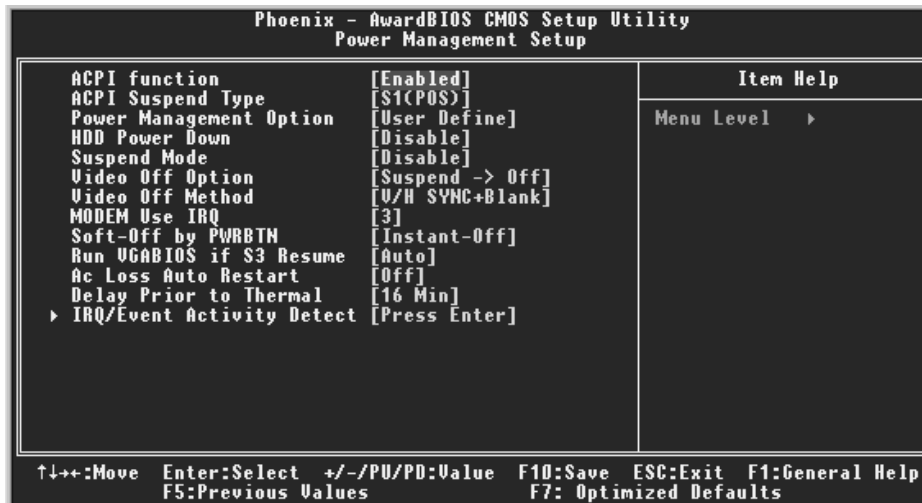 Phoenix - AwardBIOS CMOS Setup Utility
Power Management Setup
ACPI function [Enabled]
ACPI Suspend Type [S1(POS)]
Power Management Option [User Define]
HDD Power Down [Disable]
Suspend Mode [Disable]
Video Off Option [Suspend -> Off]
Video Off Method [V/H SYNC+Blank]
MODEM Use IRQ [3]
Soft-Off by PWRBTN [Instant-Off]
Run VGABIOS if S3 Resume [Auto]
Ac Loss Auto Restart [Off]
Delay Prior to Thermal [16 Min]
▸ IRQ/Event Activity Detect [Press Enter]
Item Help
Menu Level ▸
↑↓→←:Move Enter:Select +/-/PU/PD:Value F10:Save ESC:Exit F1:General Help
F5:Previous Values F7: Optimized Defaults